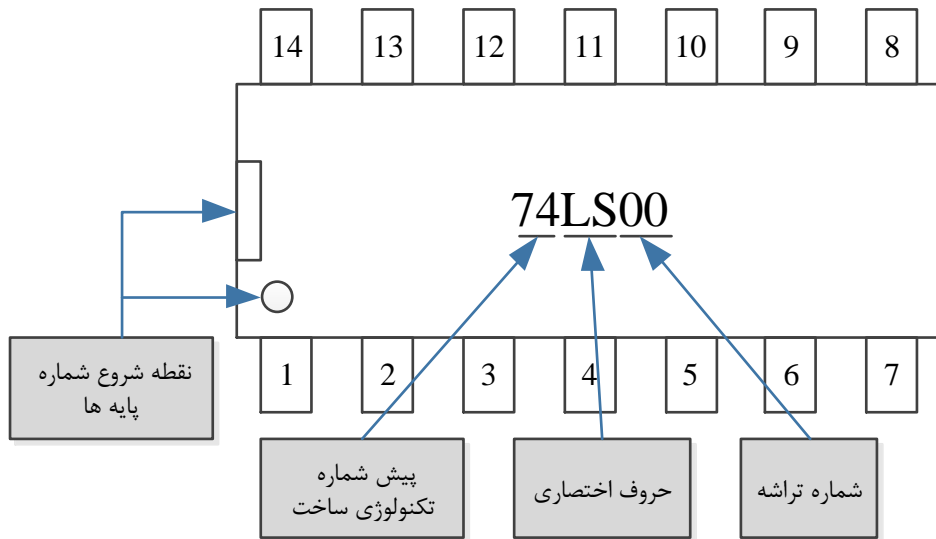 14 13 12 11 10 9 8
74LS00
1 2 3 4 5 6 7
نقطه شروع شماره
پایه ها
پیش شماره
تکنولوژی ساخت
حروف اختصاری
شماره تراشه